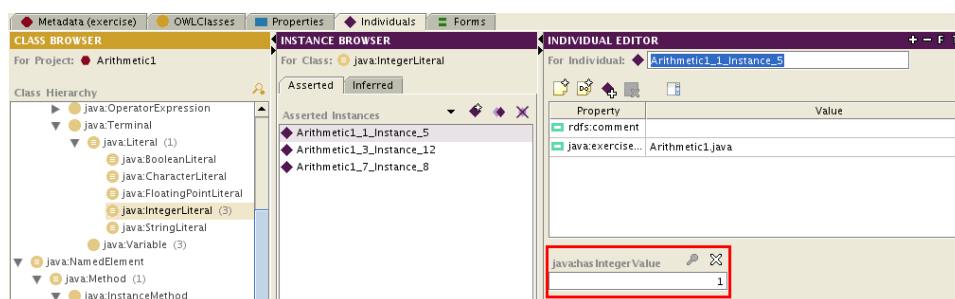 Metadata (exercise) OWLClasses Properties Individuals Forms
CLASS BROWSER
For Project: Arithmetic1
Class Hierarchy
java:OperatorExpression
java:Terminal
java:Literal (1)
java:BooleanLiteral
java:CharacterLiteral
java:FloatingPointLiteral
java:IntegerLiteral (3)
java:StringLiteral
java:Variable (3)
java:NamedElement
java:Method (1)
java:InstanceMethod
INSTANCE BROWSER
For Class: java:IntegerLiteral
Asserted Inferred
Asserted Instances
Arithmetic1_1_Instance_5
Arithmetic1_3_Instance_12
Arithmetic1_7_Instance_8
INDIVIDUAL EDITOR + − F
For Individual: Arithmetic1_1_Instance_5
Property Value
rdfs:comment
java:exercise... Arithmetic1.java
java:hasIntegerValue
1